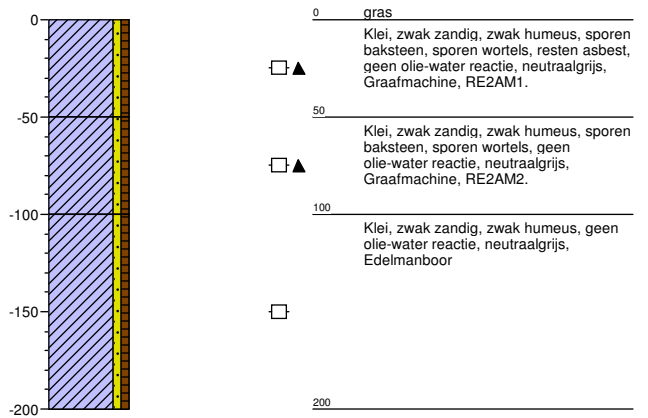 0
-50
-100
-150
-200
0 gras
Klei, zwak zandig, zwak humeus, sporen
baksteen, sporen wortels, resten asbest,
geen olie-water reactie, neutraalgrijs,
Graafmachine, RE2AM1.
50
Klei, zwak zandig, zwak humeus, sporen
baksteen, sporen wortels, geen
olie-water reactie, neutraalgrijs,
Graafmachine, RE2AM2.
100
Klei, zwak zandig, zwak humeus, geen
olie-water reactie, neutraalgrijs,
Edelmanboor
200